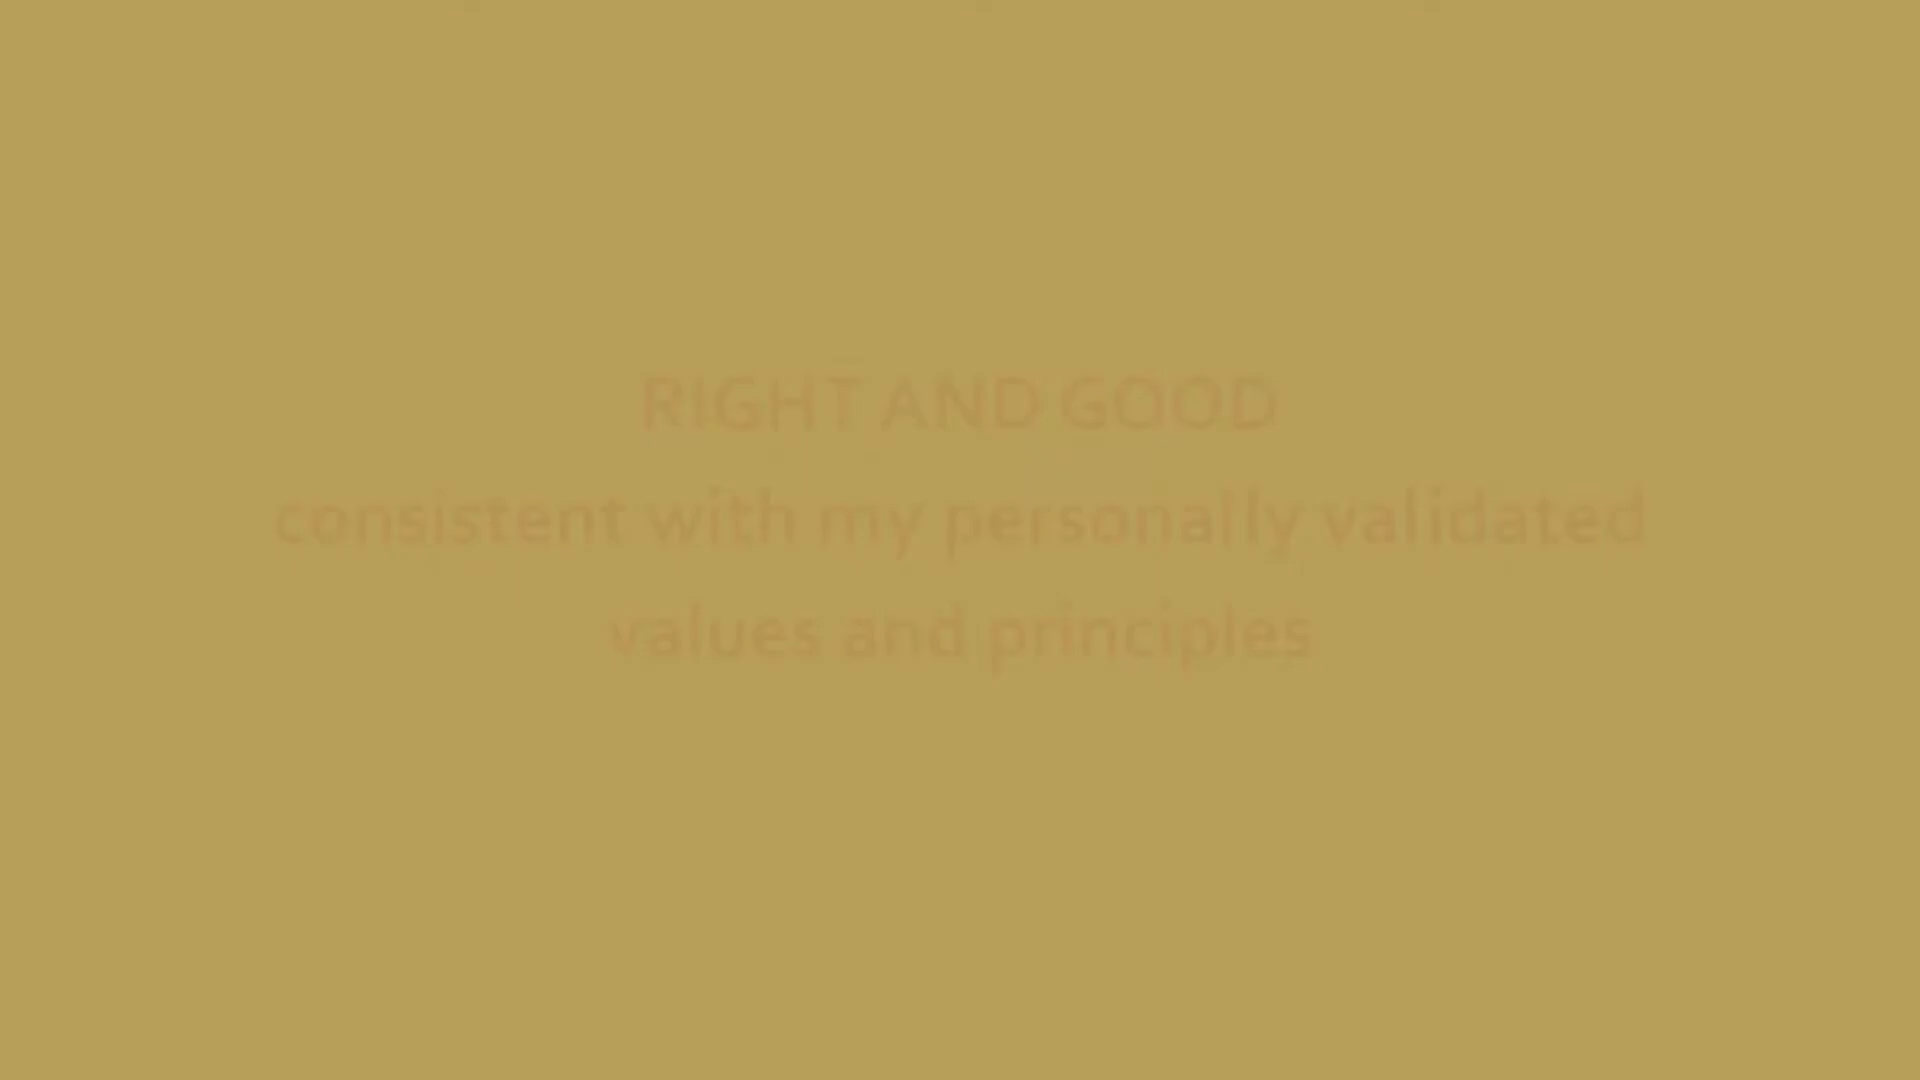 RIGHT AND GOOD
consistent with my personally validated
values and principles